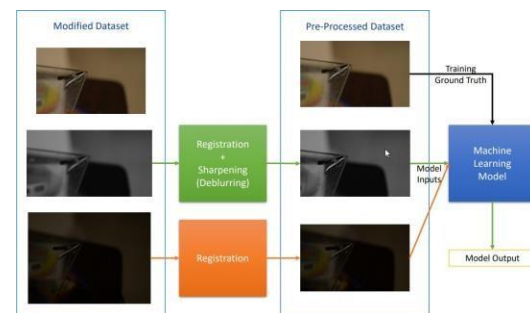 Modified Dataset
Pre-Processed Dataset
Training
Ground Truth
Registration
+
Sharpening
(Deblurring)
Model
Inputs
Machine
Learning
Model
Registration
Model Output